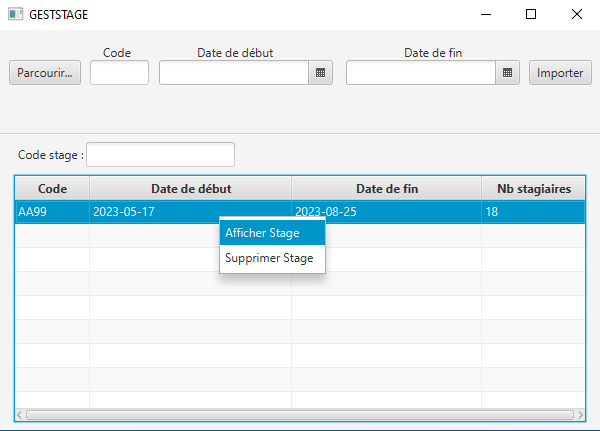 GESTSTAGE
Code Date de début Date de fin
Parcourir... Importer
Code stage :
Code Date de début Date de fin Nb stagiaires
AA99 2023-05-17 2023-08-25 18
Afficher Stage
Supprimer Stage